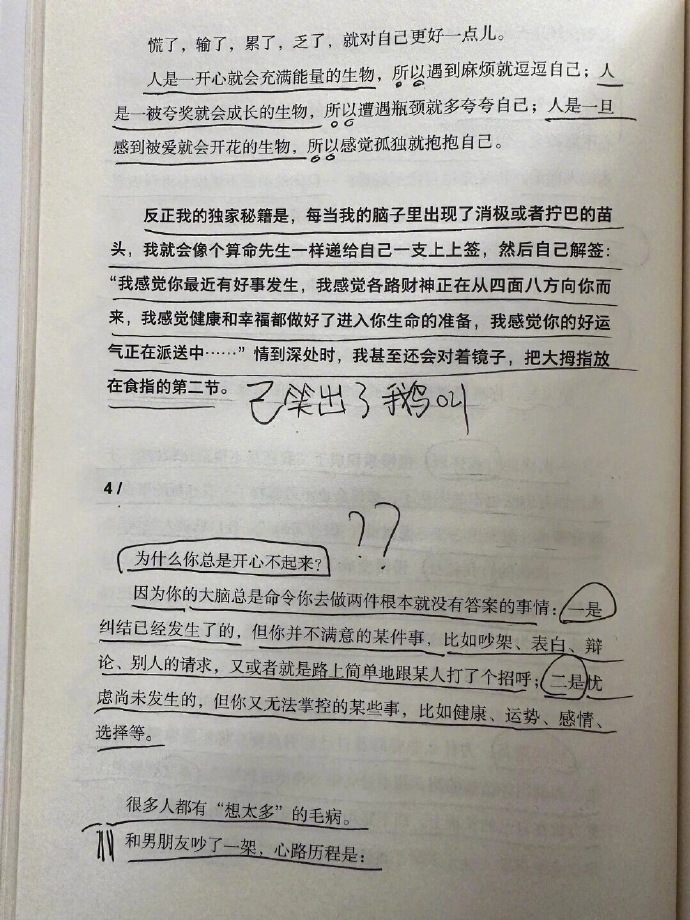 慌了，输了，累了，乏了，就对自己更好一点儿。
人是一开心就会充满能量的生物，所以遇到麻烦就逗逗自己；人
是一被夸奖就会成长的生物，所以遭遇瓶颈就多夸夸自己；人是一旦
感到被爱就会开花的生物，所以感觉孤独就抱抱自己。
反正我的独家秘籍是，每当我的脑子里出现了消极或者拧巴的苗
头，我就会像个算命先生一样递给自己一支上上签，然后自己解签：
“我感觉你最近有好事发生，我感觉各路财神正在从四面八方向你而
来，我感觉健康和幸福都做好了进入你生命的准备，我感觉你的好运
气正在派送中……”情到深处时，我甚至还会对着镜子，把大拇指放
在食指的第二节。
己笑出了鹅叫
4/
??
为什么你总是开心不起来？
因为你的大脑总是命令你去做两件根本就没有答案的事情：一是
纠结已经发生了的，但你并不满意的某件事，比如吵架、表白、辩
论、别人的请求，又或者就是路上简单地跟某人打了个招呼；二是忧
虑尚未发生的，但你又无法掌控的某些事，比如健康、运势、感情、
选择等。
很多人都有“想太多”的毛病。
和男朋友吵了一架，心路历程是：